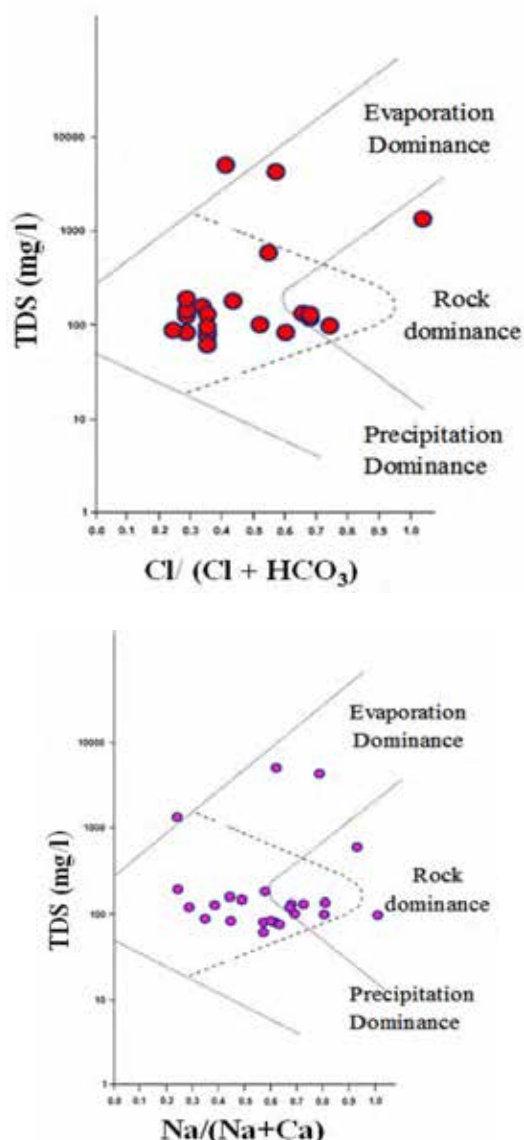 Evaporation
Dominance
10000
1000
TDS (mg/l)
Rock
dominance
100
10
Precipitation
Dominance
1
0.0 0.1 0.2 0.3 0.4 0.5 0.6 0.7 0.8 0.9 1.0
Cl/ (Cl + HCO₃)
Evaporation
Dominance
10000
1000
TDS (mg/l)
Rock
dominance
100
10
Precipitation
Dominance
1
0.0 0.1 0.2 0.3 0.4 0.5 0.6 0.7 0.8 0.9 1.0
Na/(Na+Ca)